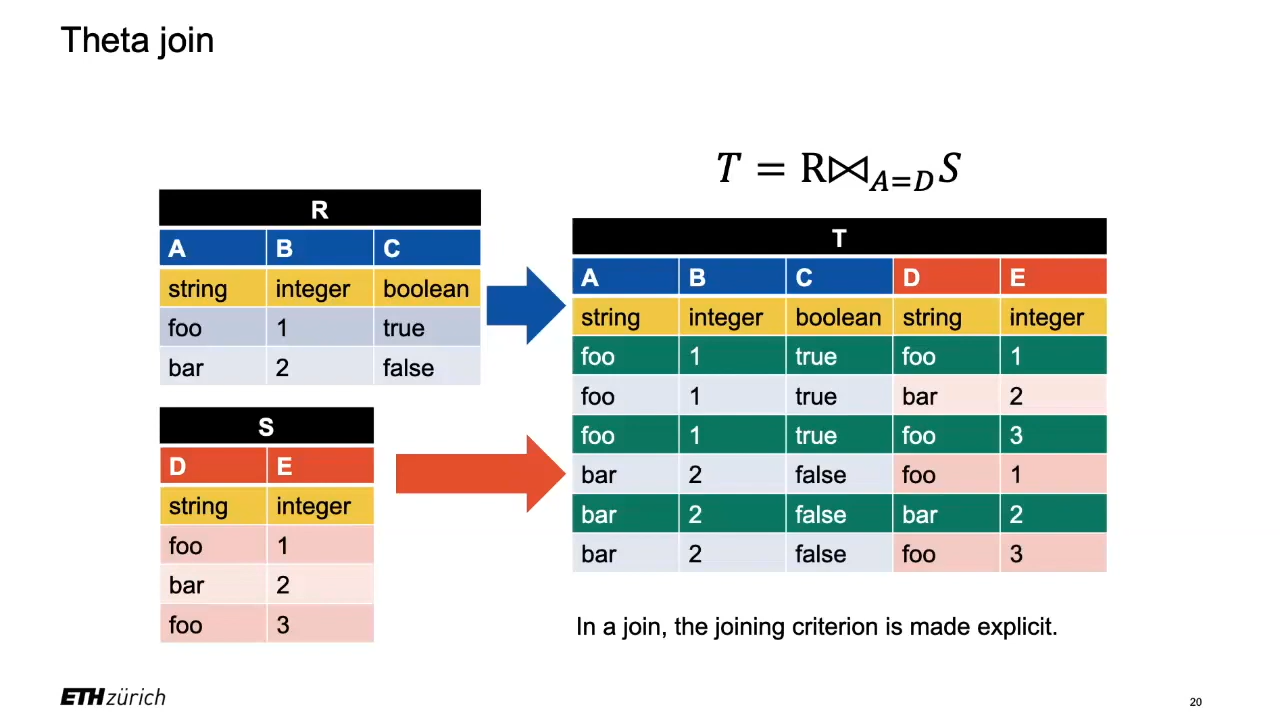 Theta join
T = R⋈A=D S
R
A B C
string integer boolean
foo 1 true
bar 2 false
S
D E
string integer
foo 1
bar 2
foo 3
T
A B C D E
string integer boolean string integer
foo 1 true foo 1
foo 1 true bar 2
foo 1 true foo 3
bar 2 false foo 1
bar 2 false bar 2
bar 2 false foo 3
In a join, the joining criterion is made explicit.
ETH zürich
20